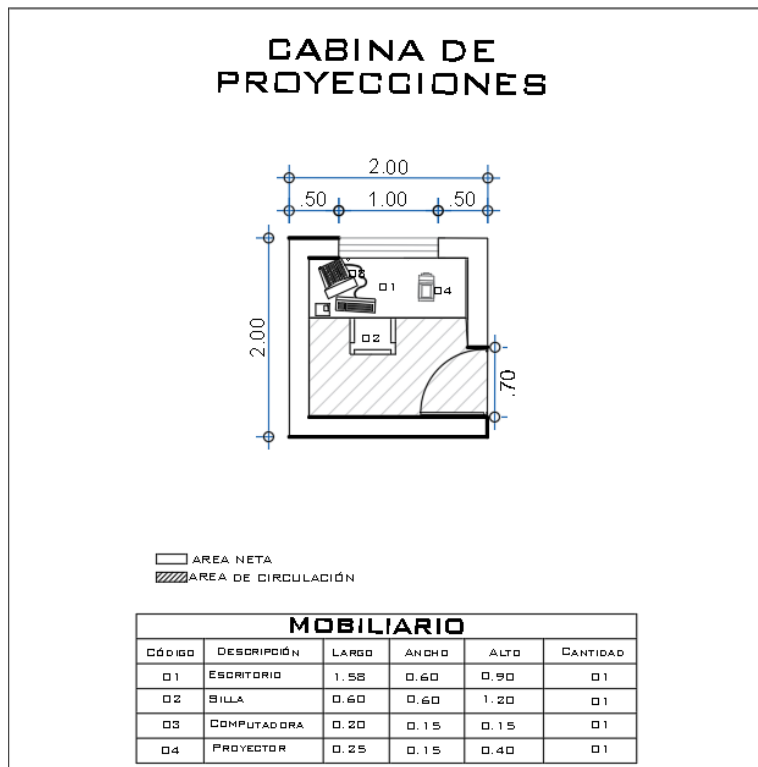 CABINA DE
PROYECCIONES
2.00
.50 1.00 .50
2.00
03
01
04
02
.70
AREA NETA
AREA DE CIRCULACIÓN
MOBILIARIO
CÓDIGO DESCRIPCIÓN LARGO ANCHO ALTO CANTIDAD
01 ESCRITORIO 1.58 0.60 0.90 01
02 SILLA 0.60 0.60 1.20 01
03 COMPUTADORA 0.20 0.15 0.15 01
04 PROYECTOR 0.25 0.15 0.40 01